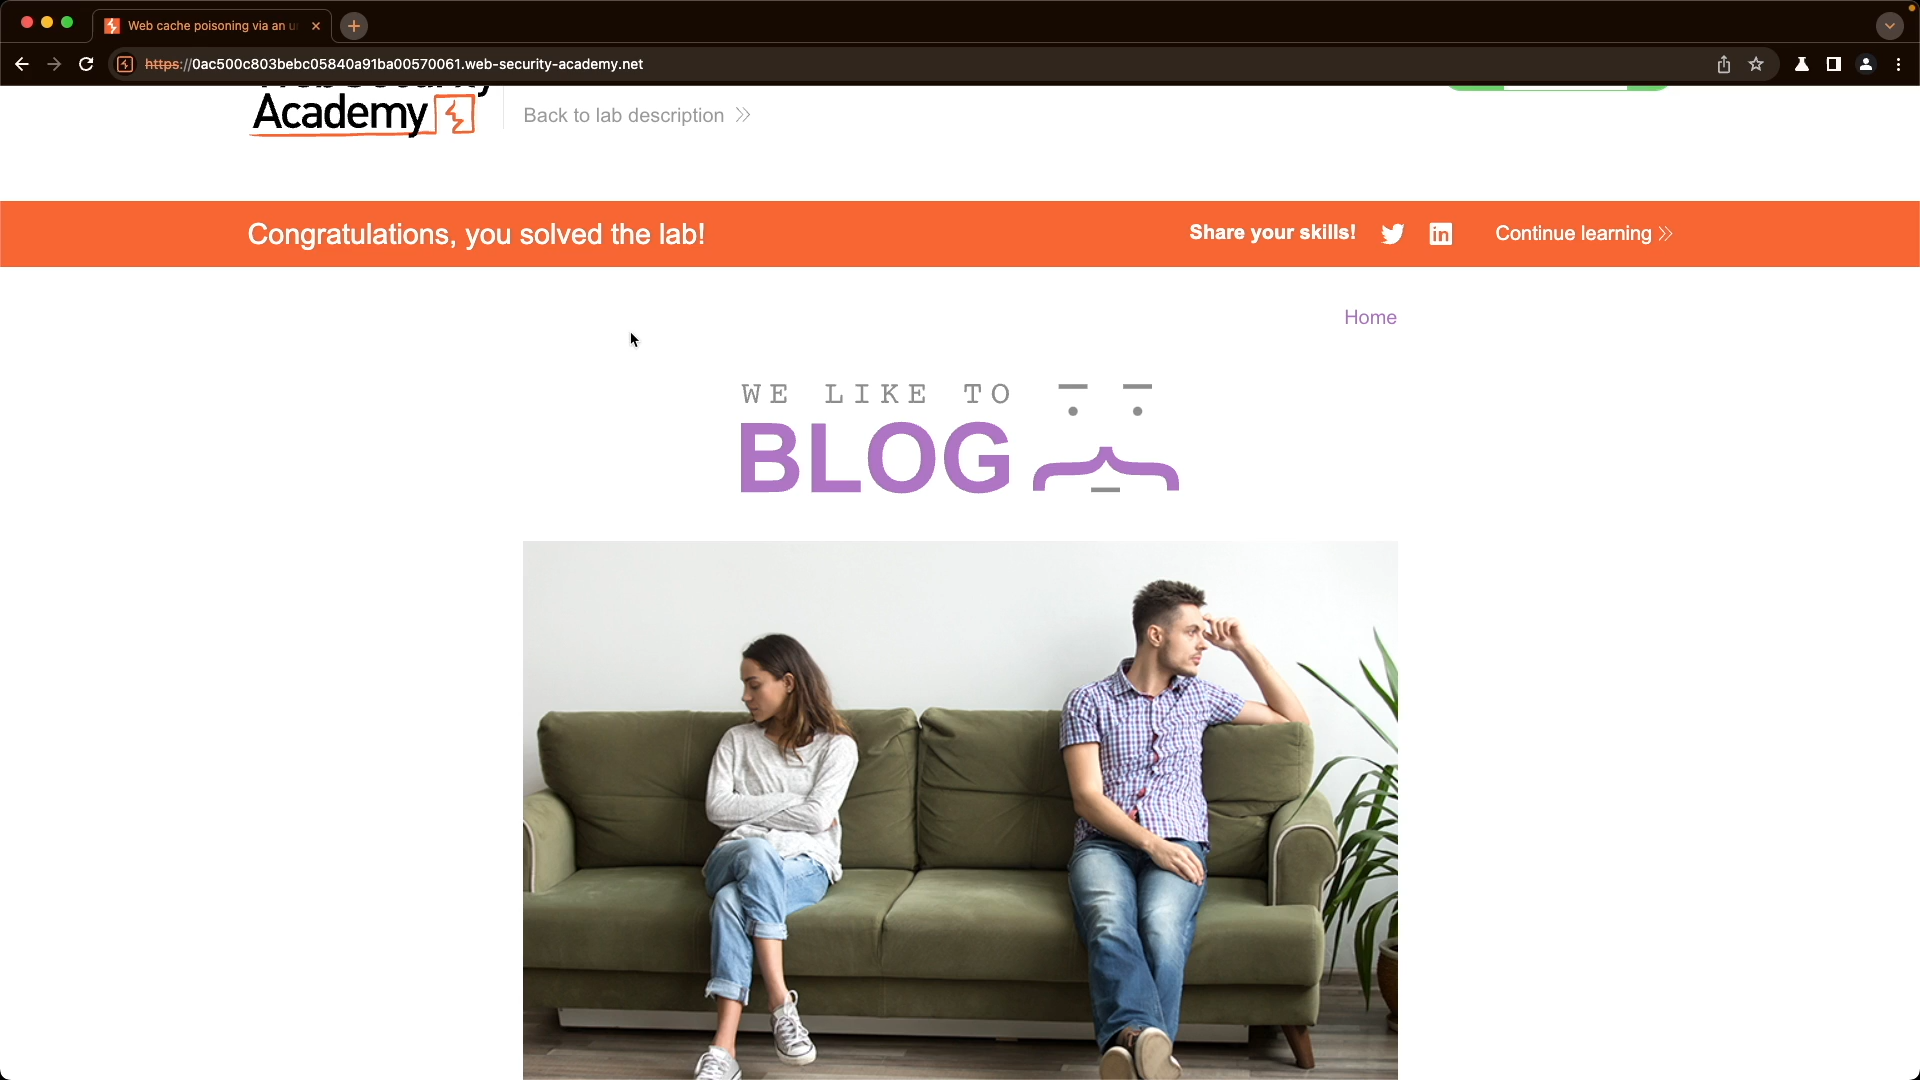 Web cache poisoning via an u
https://0ac500c803bebc05840a91ba00570061.web-security-academy.net
Academy
Back to lab description
Congratulations, you solved the lab!
Share your skills!
in
Continue learning
Home
WE LIKE TO
BLOG